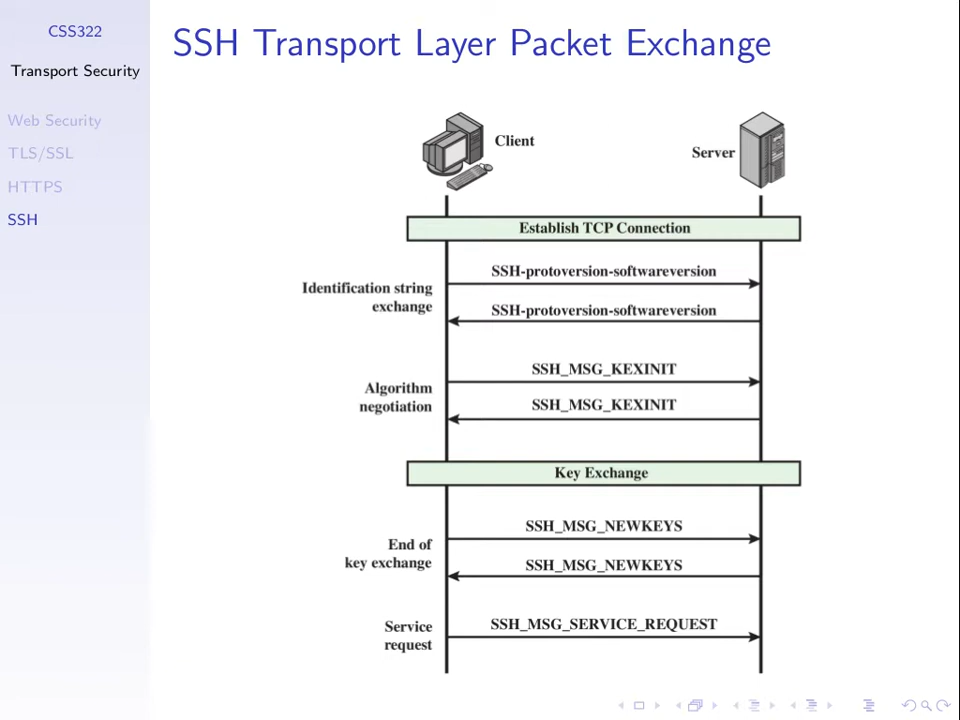 CSS322
Transport Security
Web Security
TLS/SSL
HTTPS
SSH
SSH Transport Layer Packet Exchange
Client
Server
Establish TCP Connection
Identification string
exchange
SSH-protoversion-softwareversion
SSH-protoversion-softwareversion
Algorithm
negotiation
SSH_MSG_KEXINIT
SSH_MSG_KEXINIT
Key Exchange
End of
key exchange
SSH_MSG_NEWKEYS
SSH_MSG_NEWKEYS
Service
request
SSH_MSG_SERVICE_REQUEST